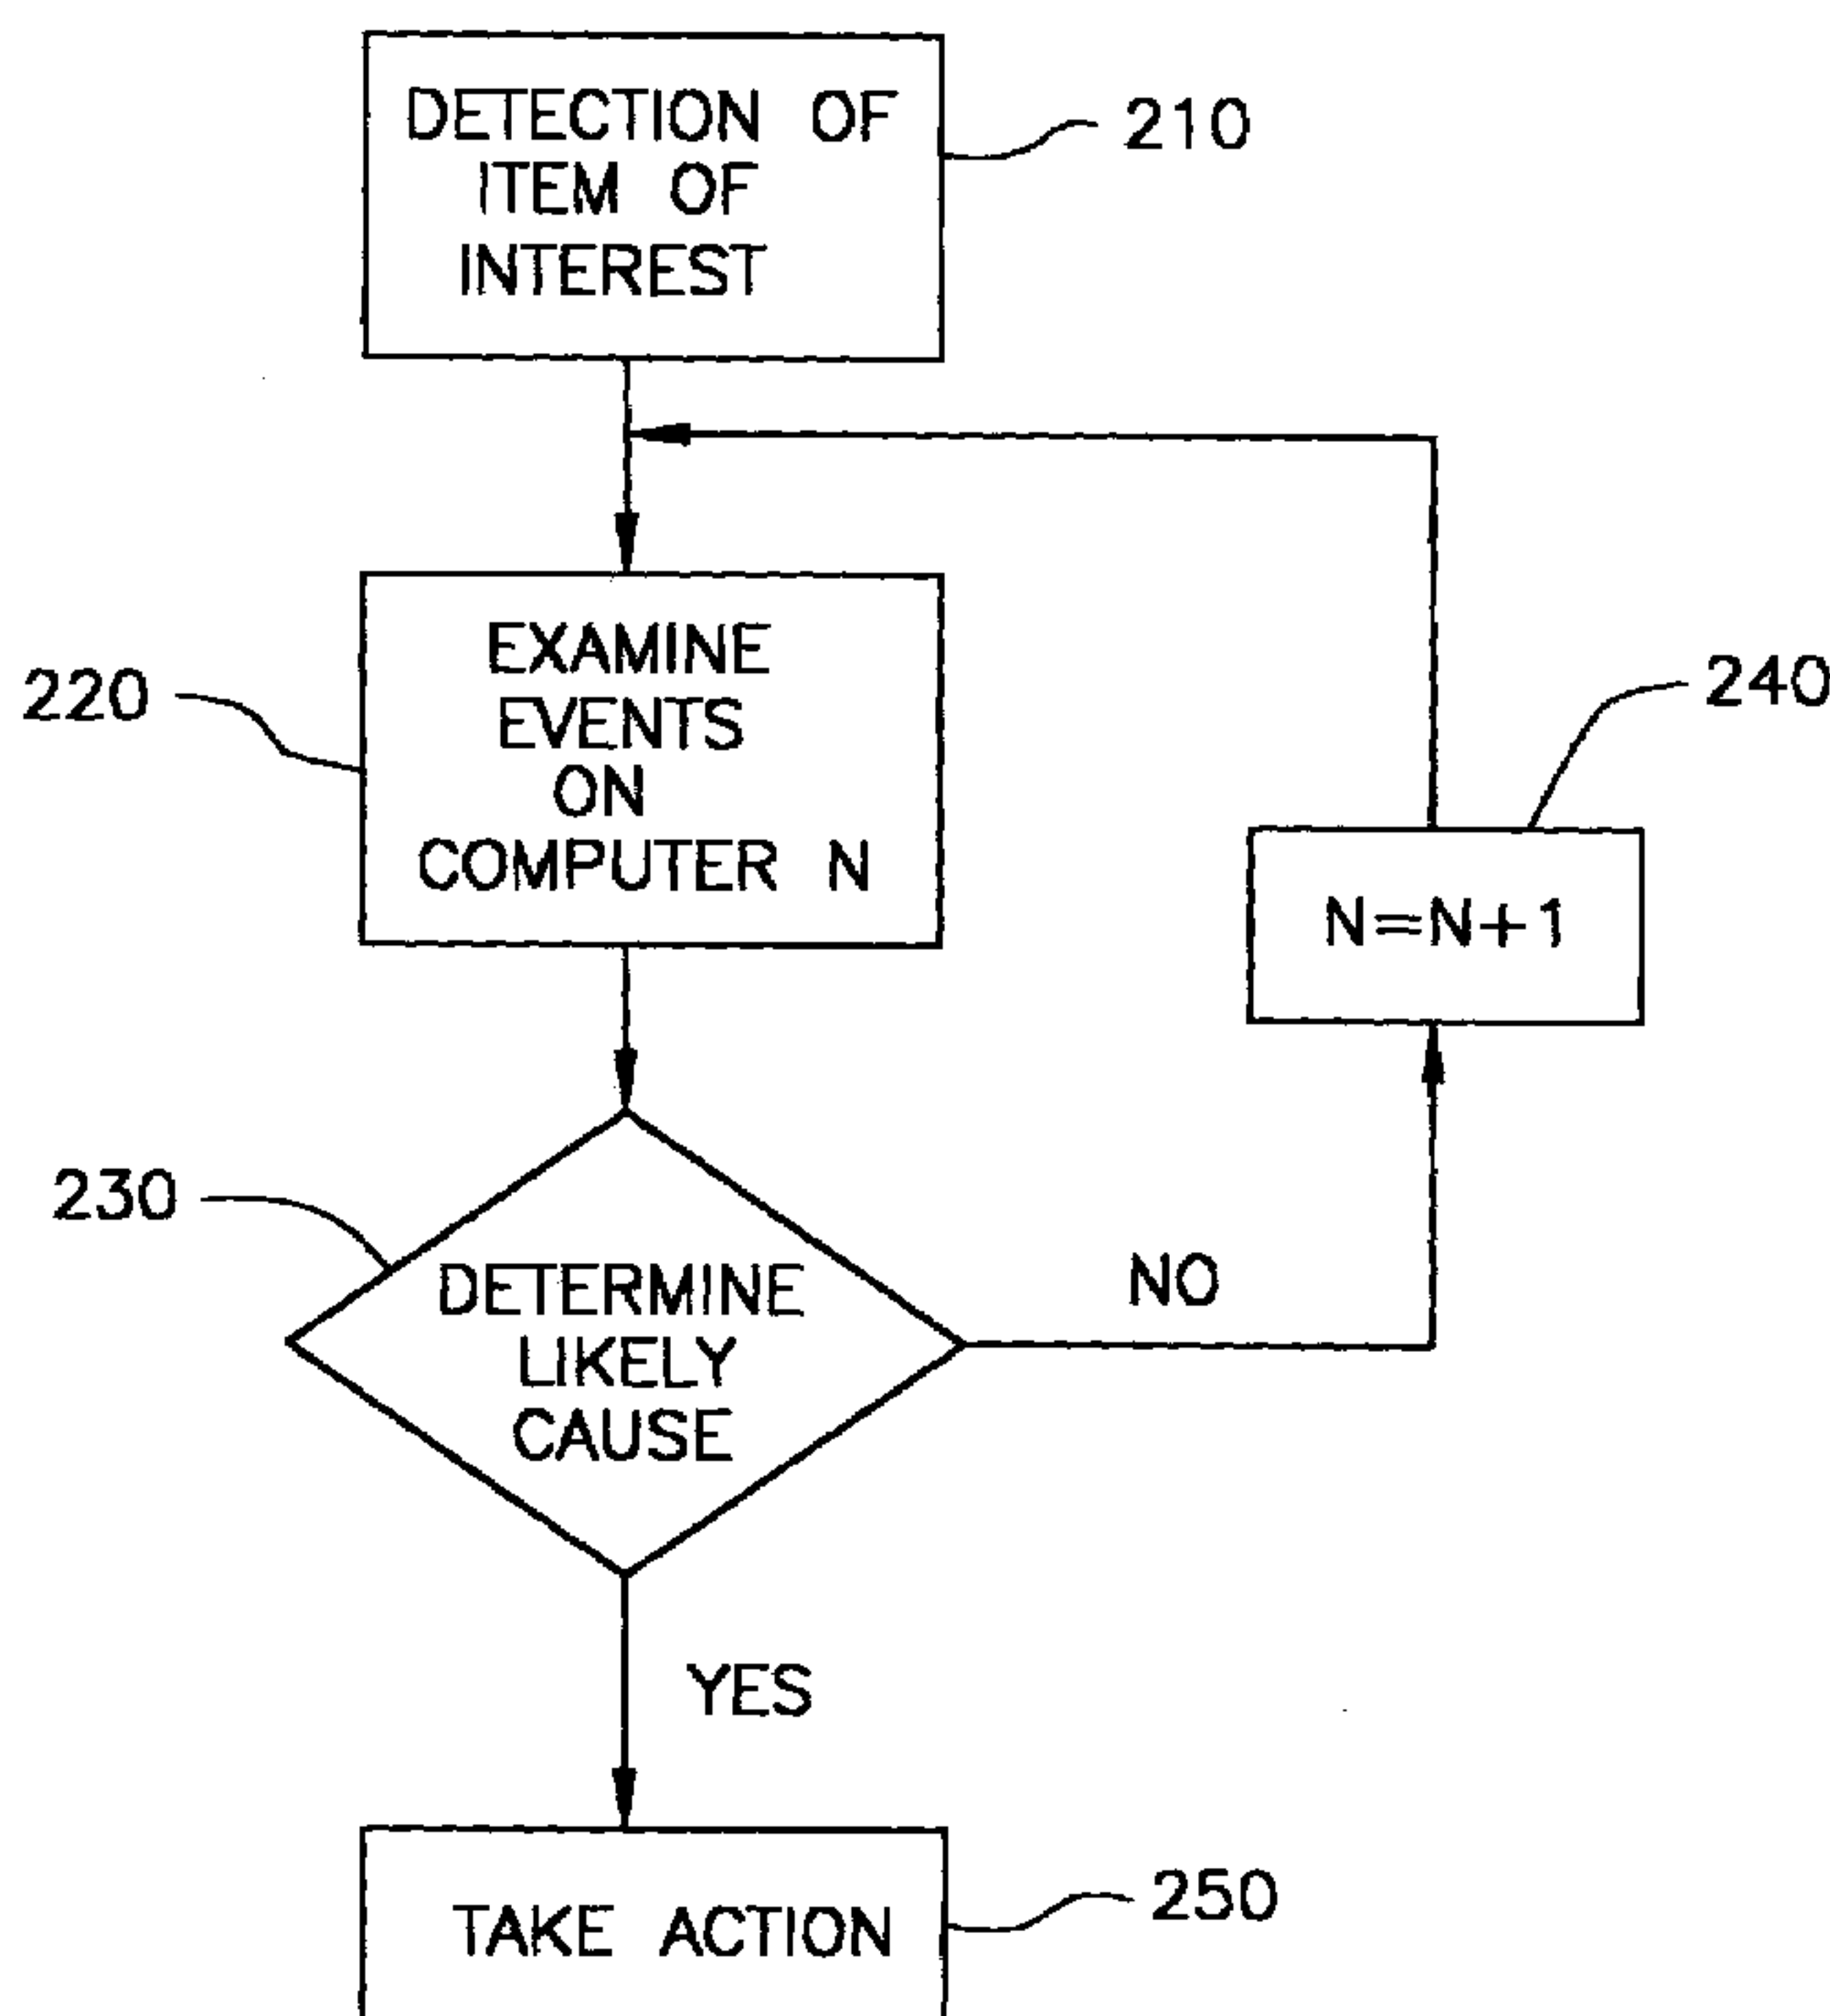 DETECTION OF
ITEM OF
INTEREST
210
EXAMINE
EVENTS
ON
COMPUTER N
220
240
N=N+1
230
DETERMINE
LIKELY
CAUSE
NO
YES
TAKE ACTION
250